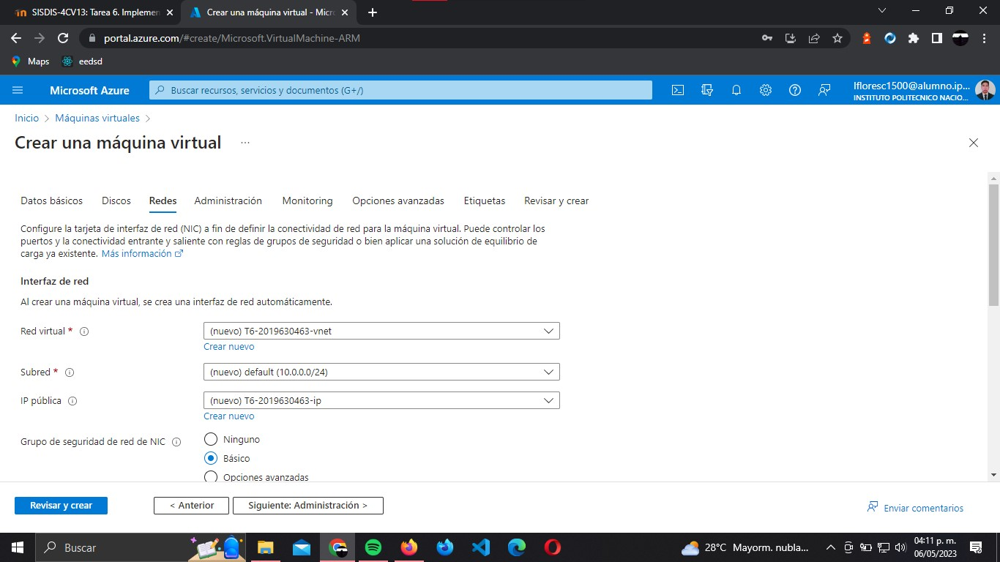 SISDIS-4CV13: Tarea 6. Implemen
Crear una máquina virtual - Micro
portal.azure.com/#create/Microsoft.VirtualMachine-ARM
Maps
eedsd
Microsoft Azure
Buscar recursos, servicios y documentos (G+/)
lfloresc1500@alumno.ip...
INSTITUTO POLITECNICO NACIO...
Inicio > Máquinas virtuales >
Crear una máquina virtual ...
Datos básicos Discos Redes Administración Monitoring Opciones avanzadas Etiquetas Revisar y crear
Configure la tarjeta de interfaz de red (NIC) a fin de definir la conectividad de red para la máquina virtual. Puede controlar los
puertos y la conectividad entrante y saliente con reglas de grupos de seguridad o bien aplicar una solución de equilibrio de
carga ya existente. Más información
Interfaz de red
Al crear una máquina virtual, se crea una interfaz de red automáticamente.
Red virtual *
(nuevo) T6-2019630463-vnet
Crear nuevo
Subred *
(nuevo) default (10.0.0.0/24)
IP pública
(nuevo) T6-2019630463-ip
Crear nuevo
Grupo de seguridad de red de NIC
Ninguno
Básico
Opciones avanzadas
Revisar y crear
< Anterior
Siguiente: Administración >
Enviar comentarios
Buscar
28°C Mayorm. nubla...
04:11 p. m.
06/05/2023